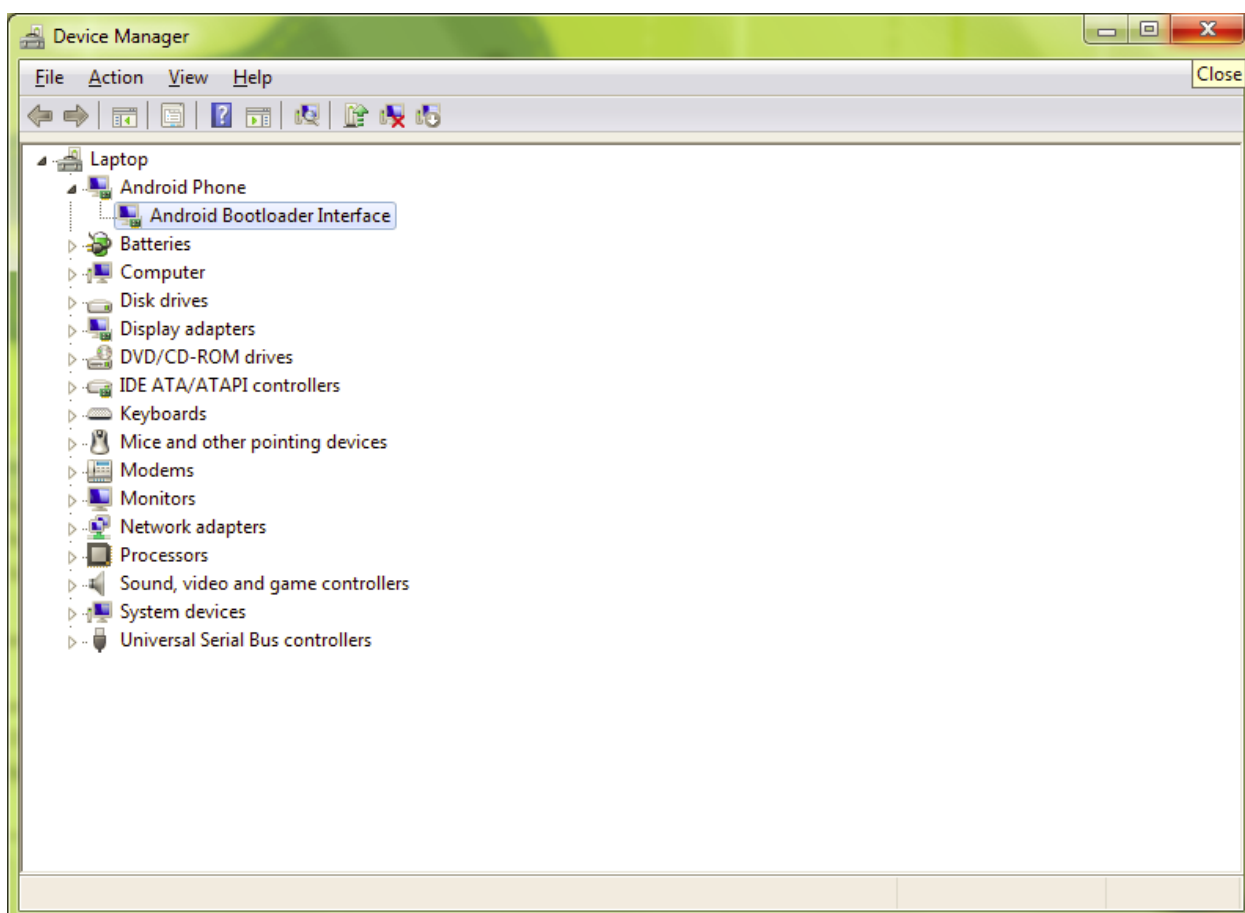 Device Manager
File Action View Help
Close
Laptop
Android Phone
Android Bootloader Interface
Batteries
Computer
Disk drives
Display adapters
DVD/CD-ROM drives
IDE ATA/ATAPI controllers
Keyboards
Mice and other pointing devices
Modems
Monitors
Network adapters
Processors
Sound, video and game controllers
System devices
Universal Serial Bus controllers